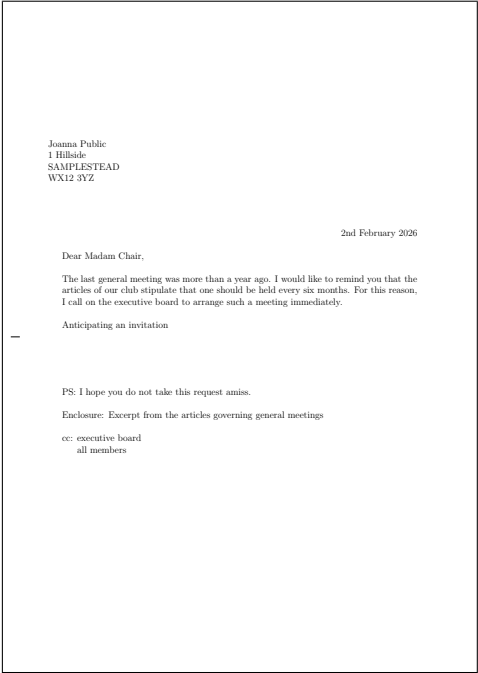 Joanna Public
1 Hillside
SAMPLESTEAD
WX12 3YZ
2nd February 2026
Dear Madam Chair,
The last general meeting was more than a year ago. I would like to remind you that the
articles of our club stipulate that one should be held every six months. For this reason,
I call on the executive board to arrange such a meeting immediately.
Anticipating an invitation
PS: I hope you do not take this request amiss.
Enclosure: Excerpt from the articles governing general meetings
cc: executive board
all members